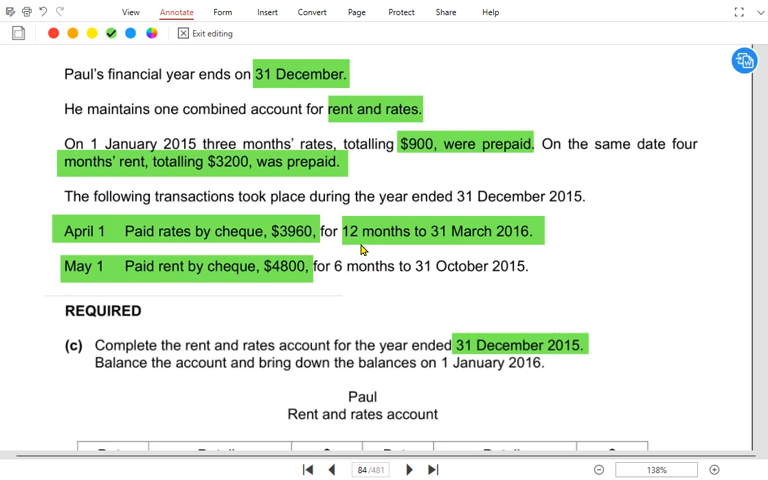 View Annotate Form Insert Convert Page Protect Share Help
Exit editing
Paul's financial year ends on 31 December.
He maintains one combined account for rent and rates.
On 1 January 2015 three months' rates, totalling $900, were prepaid. On the same date four
months' rent, totalling $3200, was prepaid.
The following transactions took place during the year ended 31 December 2015.
April 1 Paid rates by cheque, $3960, for 12 months to 31 March 2016.
May 1 Paid rent by cheque, $4800, for 6 months to 31 October 2015.
REQUIRED
(c) Complete the rent and rates account for the year ended 31 December 2015.
Balance the account and bring down the balances on 1 January 2016.
Paul
Rent and rates account
84 /481
138%